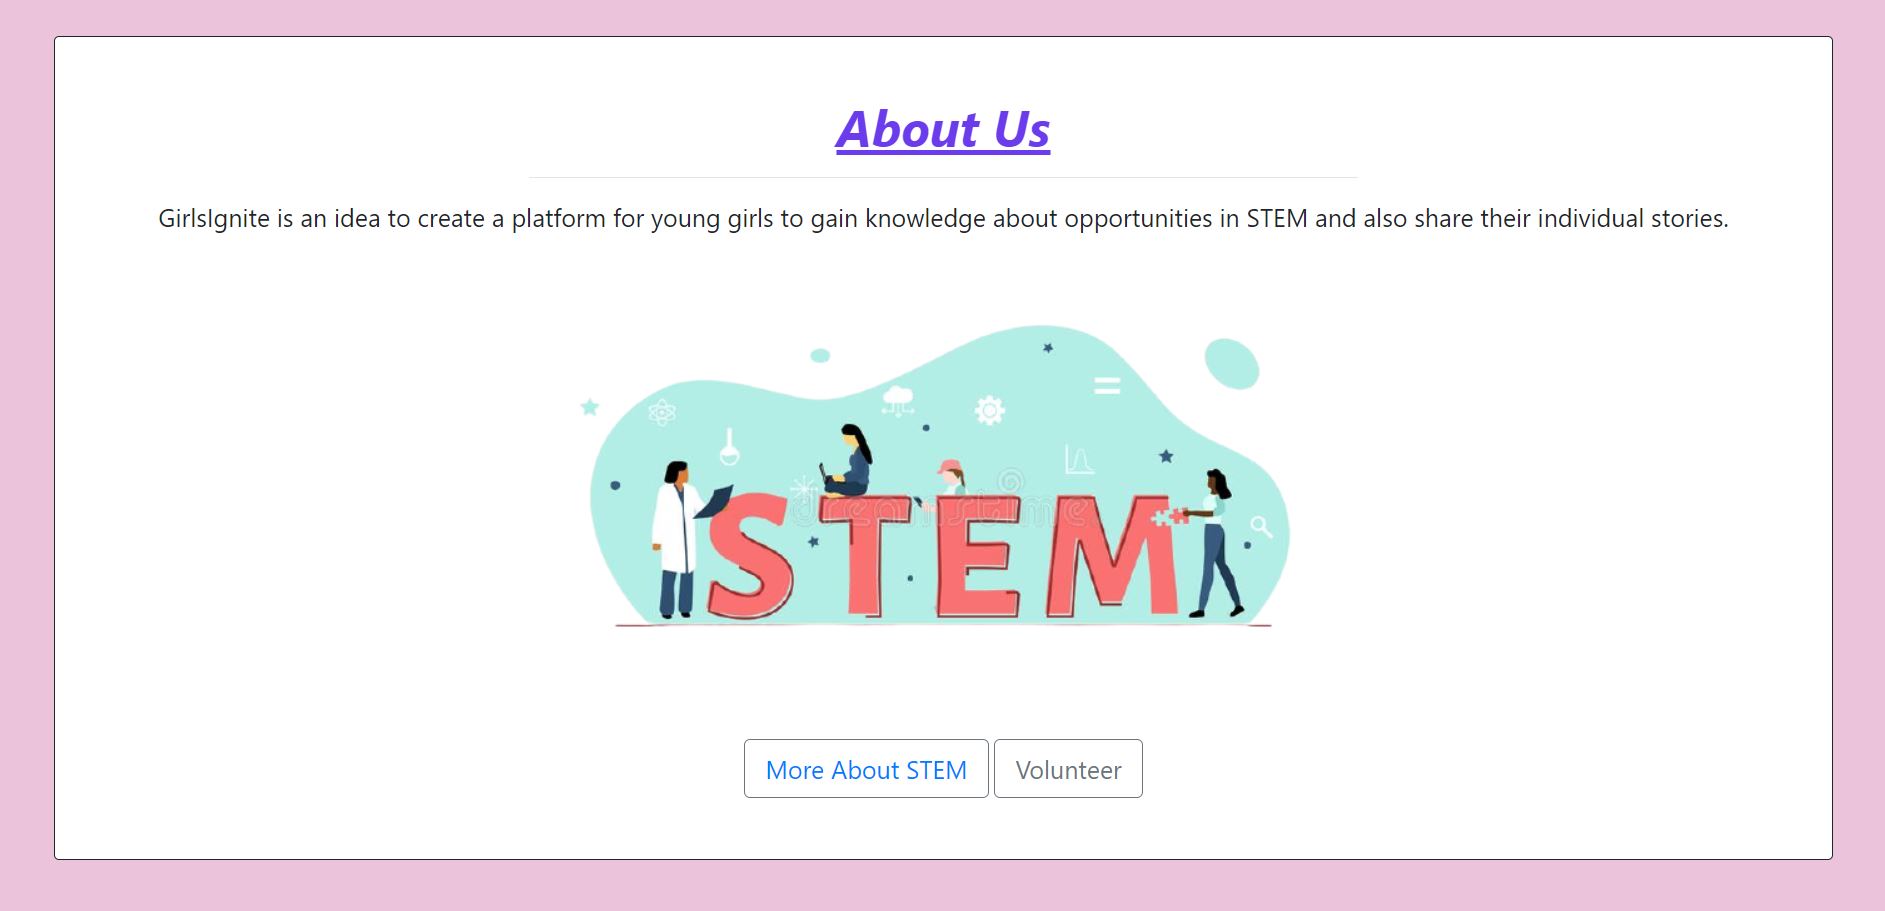 About Us
GirlsIgnite is an idea to create a platform for young girls to gain knowledge about opportunities in STEM and also share their individual stories.
STEM
dreamstime
More About STEM
Volunteer